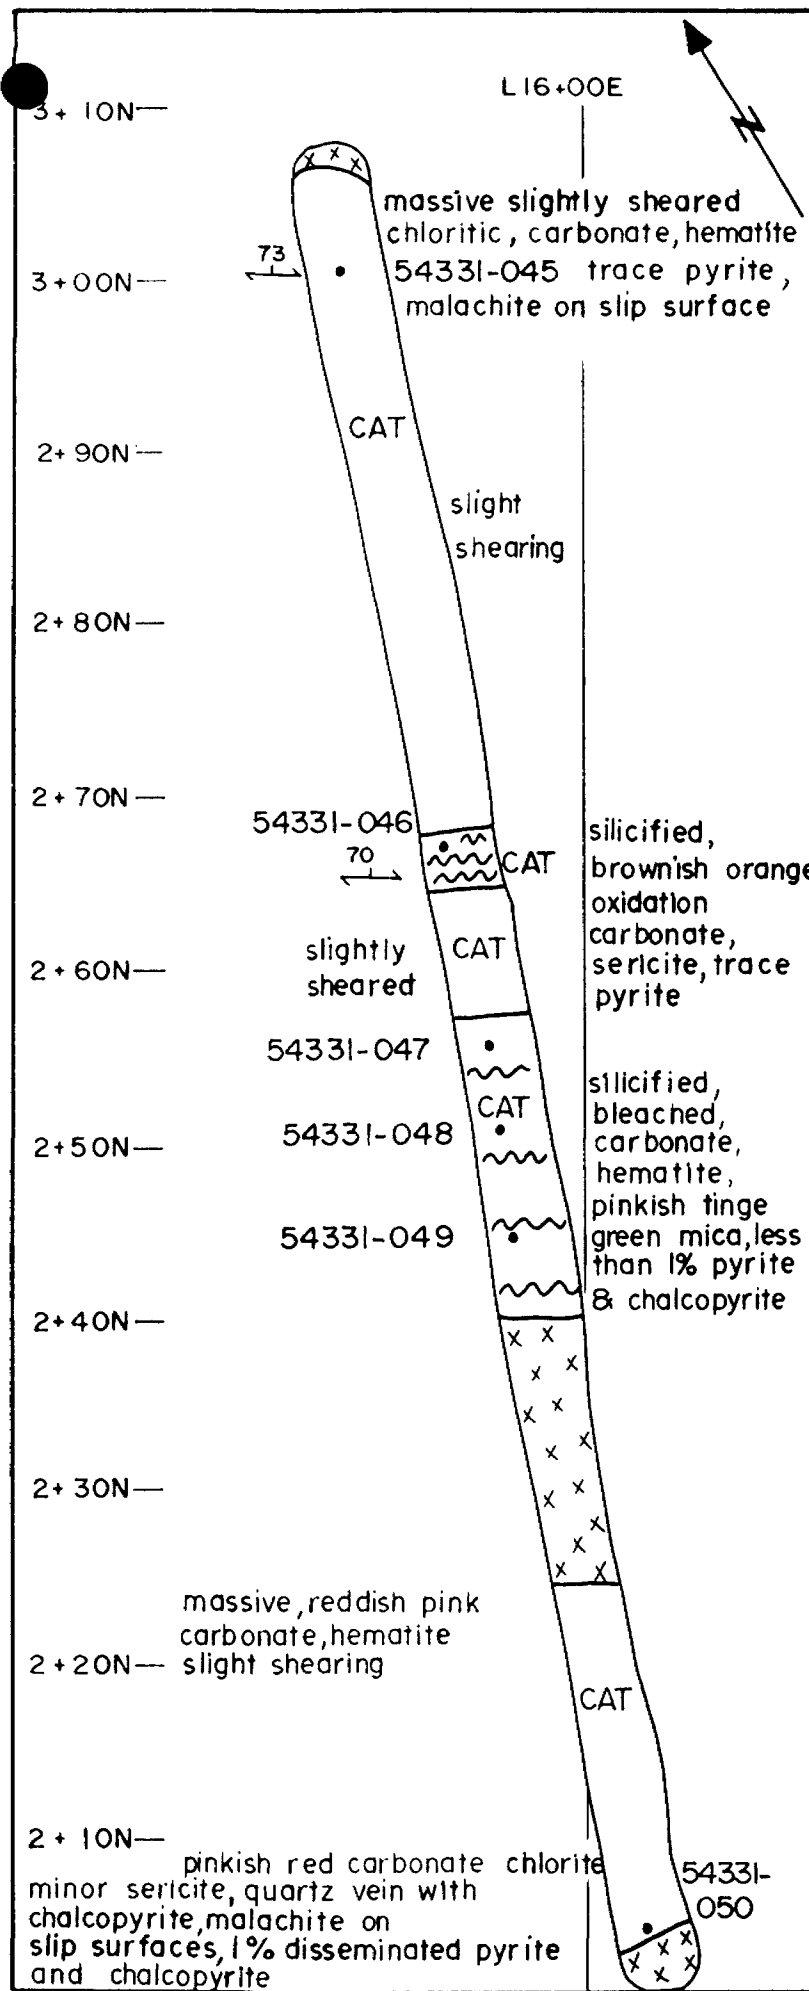 L16+00E
N
3+10N
massive slightly sheared
chloritic, carbonate, hematite
73
3+00N
54331-045 trace pyrite,
malachite on slip surface
CAT
2+90N
slight
shearing
2+80N
2+70N
54331-046
70
CAT
silicified,
brownish orange
oxidation
carbonate,
sericite, trace
pyrite
slightly
sheared
CAT
2+60N
54331-047
CAT
54331-048
2+50N
54331-049
silicified,
bleached,
carbonate,
hematite,
pinkish tinge
green mica, less
than 1% pyrite
& chalcopyrite
2+40N
2+30N
massive, reddish pink
carbonate, hematite
2+20N
slight shearing
CAT
2+10N
pinkish red carbonate chlorite
minor sericite, quartz vein with
chalcopyrite, malachite on
slip surfaces, 1% disseminated pyrite
and chalcopyrite
54331-
050